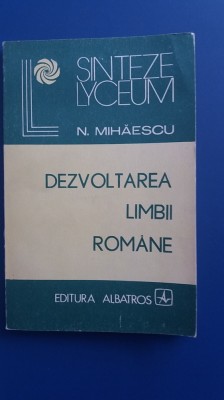 SINTEZE
LYCEUM
N. MIHĂESCU
DEZVOLTAREA
LIMBII
ROMÂNE
EDITURA ALBATROS